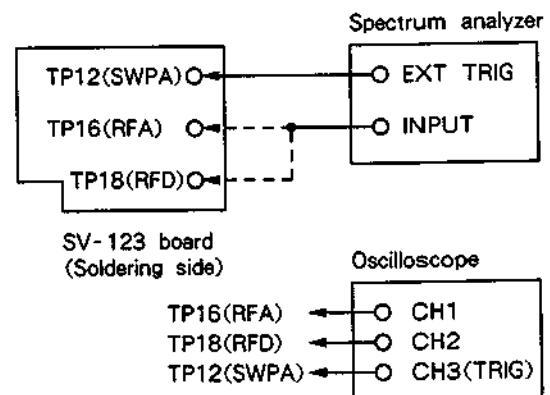 Spectrum analyzer
TP12(SWPA) EXT TRIG
TP16(RFA) INPUT
TP18(RFD)
SV-123 board
(Soldering side)
Oscilloscope
TP16(RFA) CH1
TP18(RFD) CH2
TP12(SWPA) CH3(TRIG)